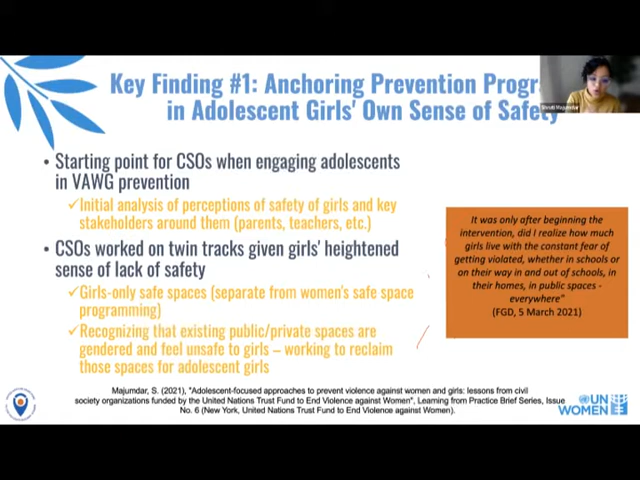 Key Finding #1: Anchoring Prevention Progr
in Adolescent Girls' Own Sense of Safety
• Starting point for CSOs when engaging adolescents
in VAWG prevention
✓Initial analysis of perceptions of safety of girls and key
stakeholders around them (parents, teachers, etc.)
• CSOs worked on twin tracks given girls' heightened
sense of lack of safety
✓Girls-only safe spaces (separate from women's safe space
programming)
✓Recognizing that existing public/private spaces are
gendered and feel unsafe to girls – working to reclaim
those spaces for adolescent girls
It was only after beginning the
intervention, did I realize how much
girls live with the constant fear of
getting violated, whether in schools or
on their way in and out of schools, in
their homes, in public spaces -
everywhere"
(FGD, 5 March 2021)
Majumdar, S. (2021), "Adolescent-focused approaches to prevent violence against women and girls: lessons from civil
society organizations funded by the United Nations Trust Fund to End Violence against Women", Learning from Practice Brief Series, Issue
No. 6 (New York, United Nations Trust Fund to End Violence against Women).
UN
WOMEN